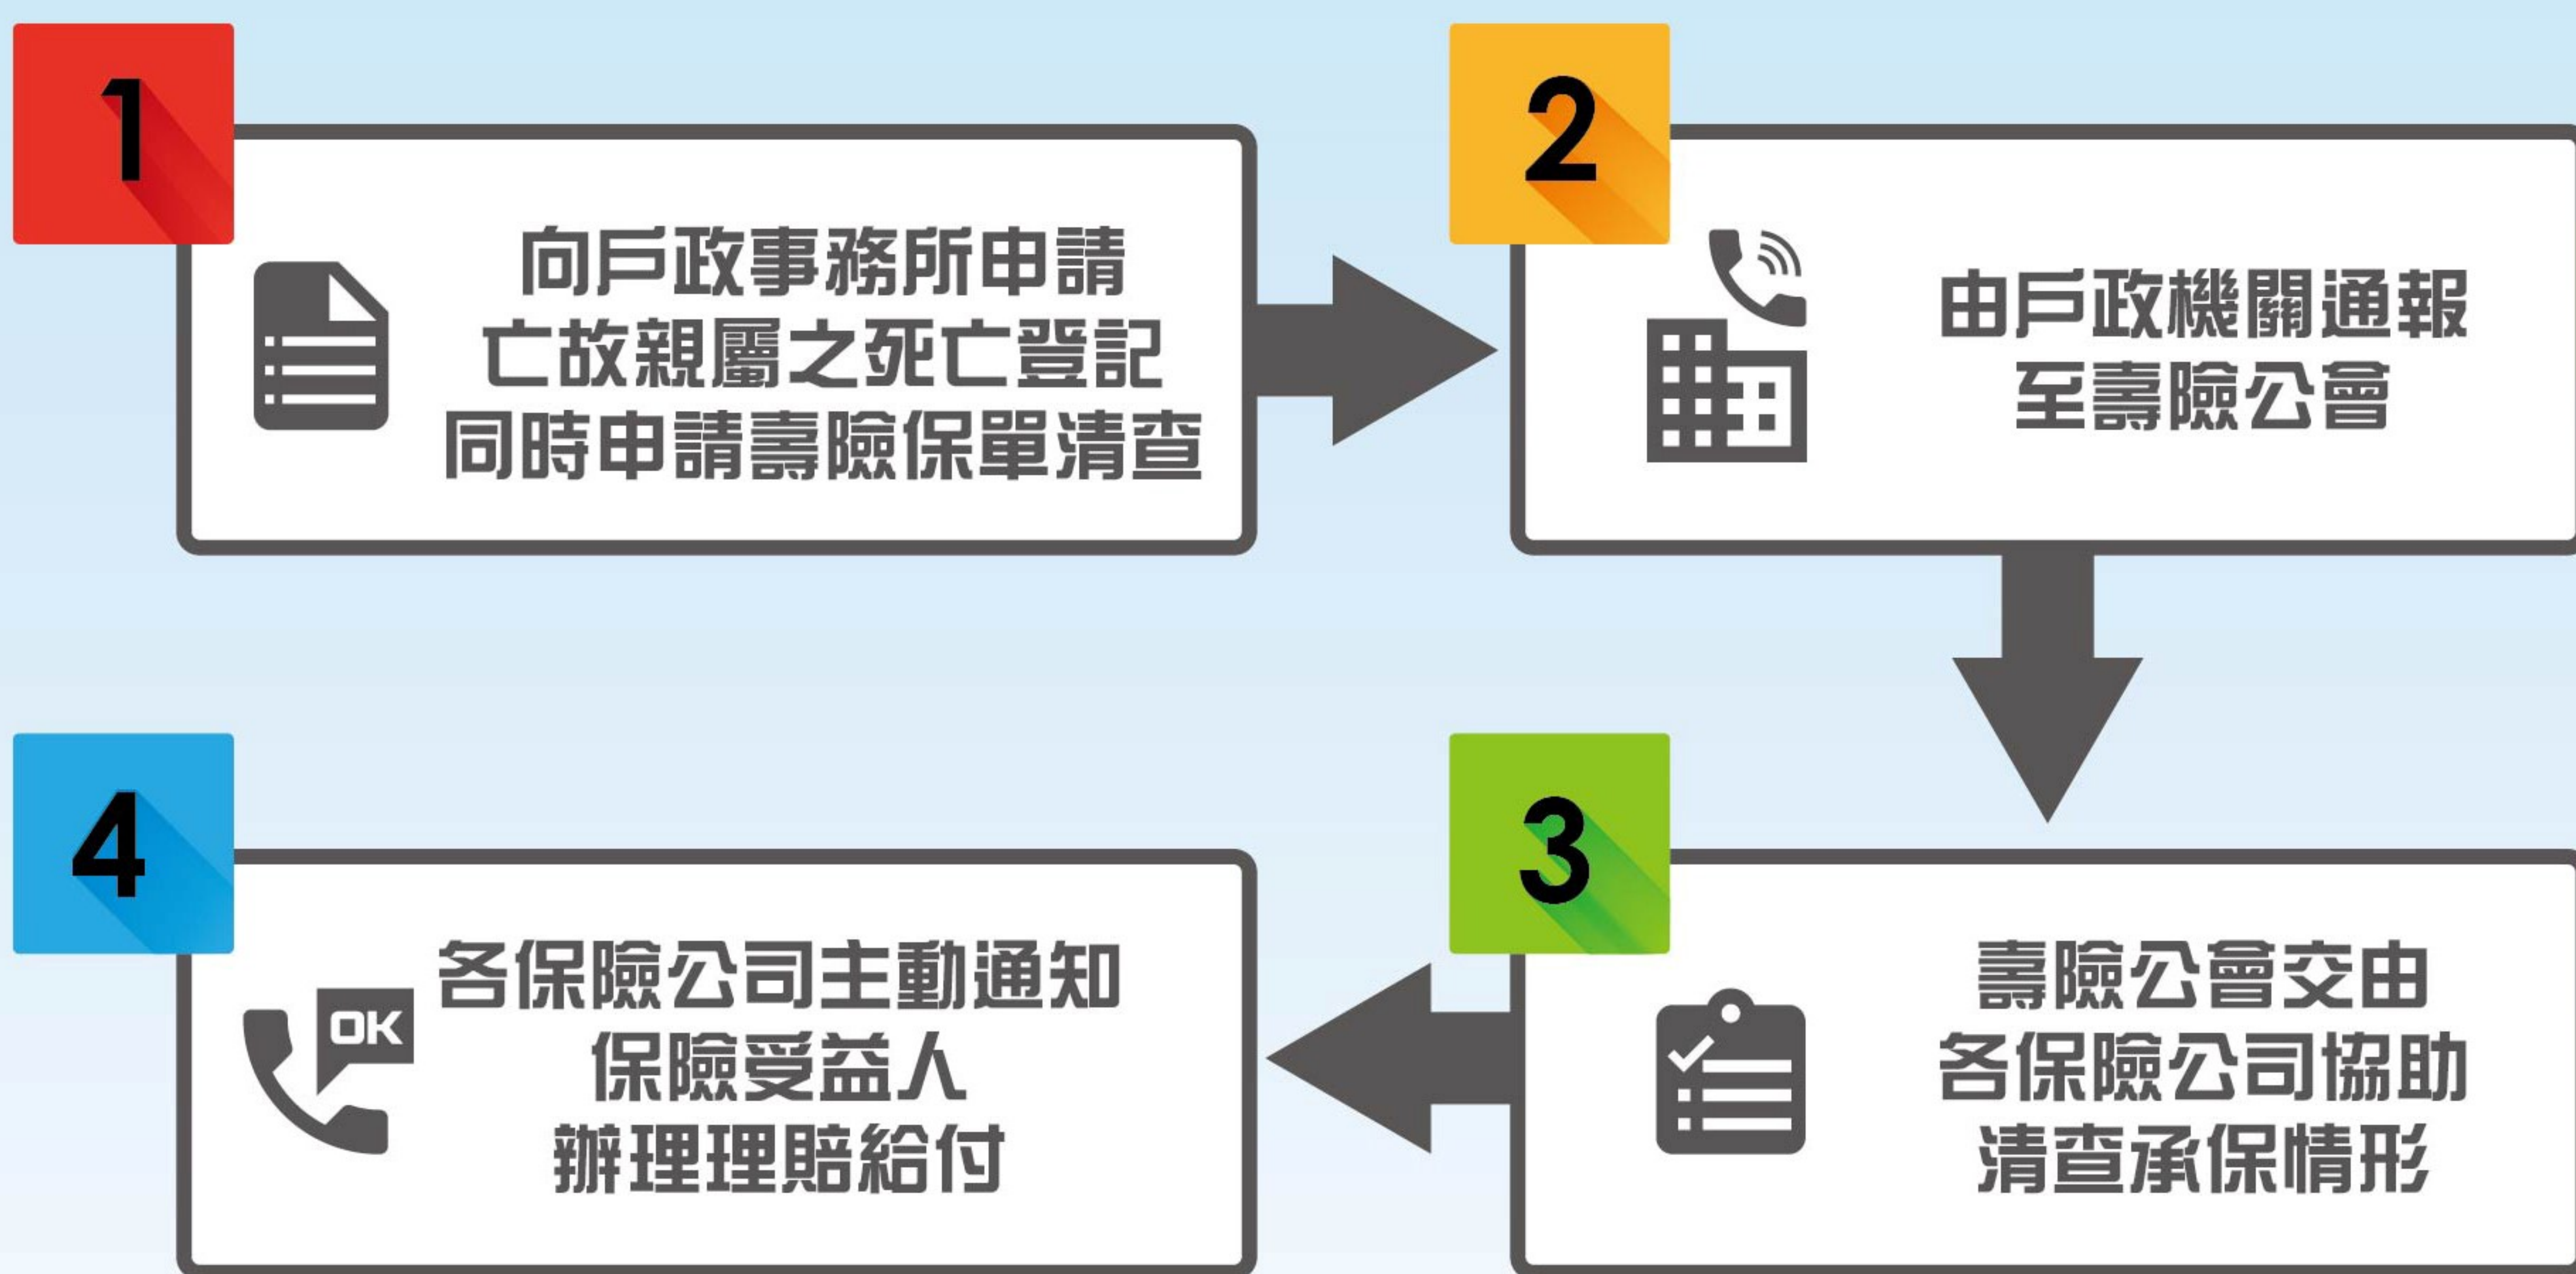 1
向戶政事務所申請
亡故親屬之死亡登記
同時申請壽險保單清查
2
由戶政機關通報
至壽險公會
3
壽險公會交由
各保險公司協助
清查承保情形
4
OK
各保險公司主動通知
保險受益人
辦理理賠給付